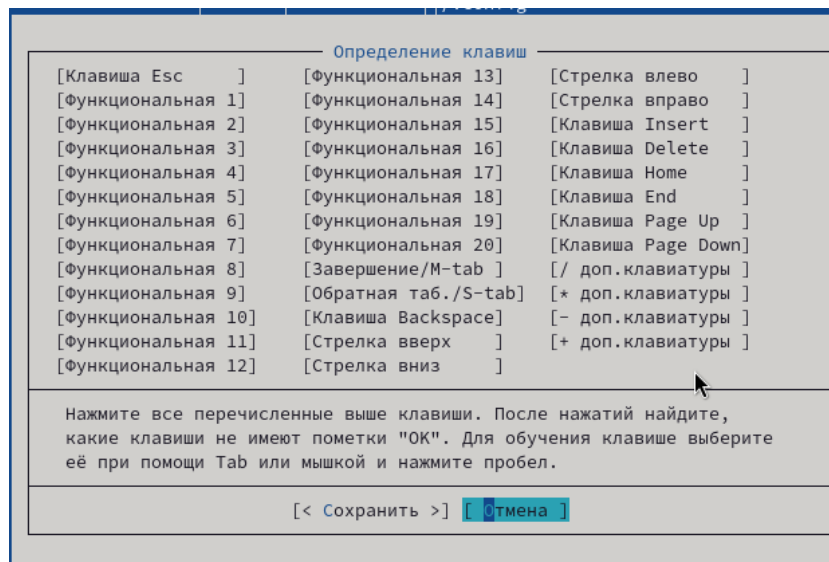 Определение клавиш
[Клавиша Esc ] [Функциональная 13] [Стрелка влево ]
[Функциональная 1] [Функциональная 14] [Стрелка вправо ]
[Функциональная 2] [Функциональная 15] [Клавиша Insert ]
[Функциональная 3] [Функциональная 16] [Клавиша Delete ]
[Функциональная 4] [Функциональная 17] [Клавиша Home ]
[Функциональная 5] [Функциональная 18] [Клавиша End ]
[Функциональная 6] [Функциональная 19] [Клавиша Page Up ]
[Функциональная 7] [Функциональная 20] [Клавиша Page Down]
[Функциональная 8] [Завершение/M-tab ] [/ доп.клавиатуры ]
[Функциональная 9] [Обратная таб./S-tab] [* доп.клавиатуры ]
[Функциональная 10] [Клавиша Backspace] [- доп.клавиатуры ]
[Функциональная 11] [Стрелка вверх ] [+ доп.клавиатуры ]
[Функциональная 12] [Стрелка вниз ]
Нажмите все перечисленные выше клавиши. После нажатий найдите,
какие клавиши не имеют пометки "OK". Для обучения клавише выберите
её при помощи Tab или мышкой и нажмите пробел.
[< Сохранить >] [ Отмена ]